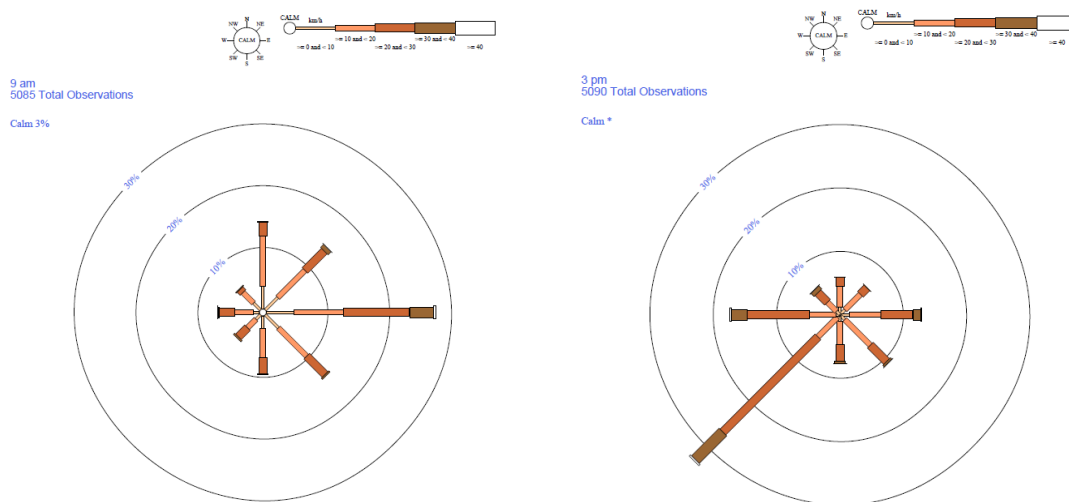 N
NW NE
W CALM E
SW SE
S
CALM km/h
>= 10 and < 20 >= 30 and < 40
>= 0 and < 10 >= 20 and < 30 >= 40
9 am
5085 Total Observations
Calm 3%
30%
20%
10%
N
NW NE
W CALM E
SW SE
S
CALM km/h
>= 10 and < 20 >= 30 and < 40
>= 0 and < 10 >= 20 and < 30 >= 40
3 pm
5090 Total Observations
Calm *
30%
20%
10%